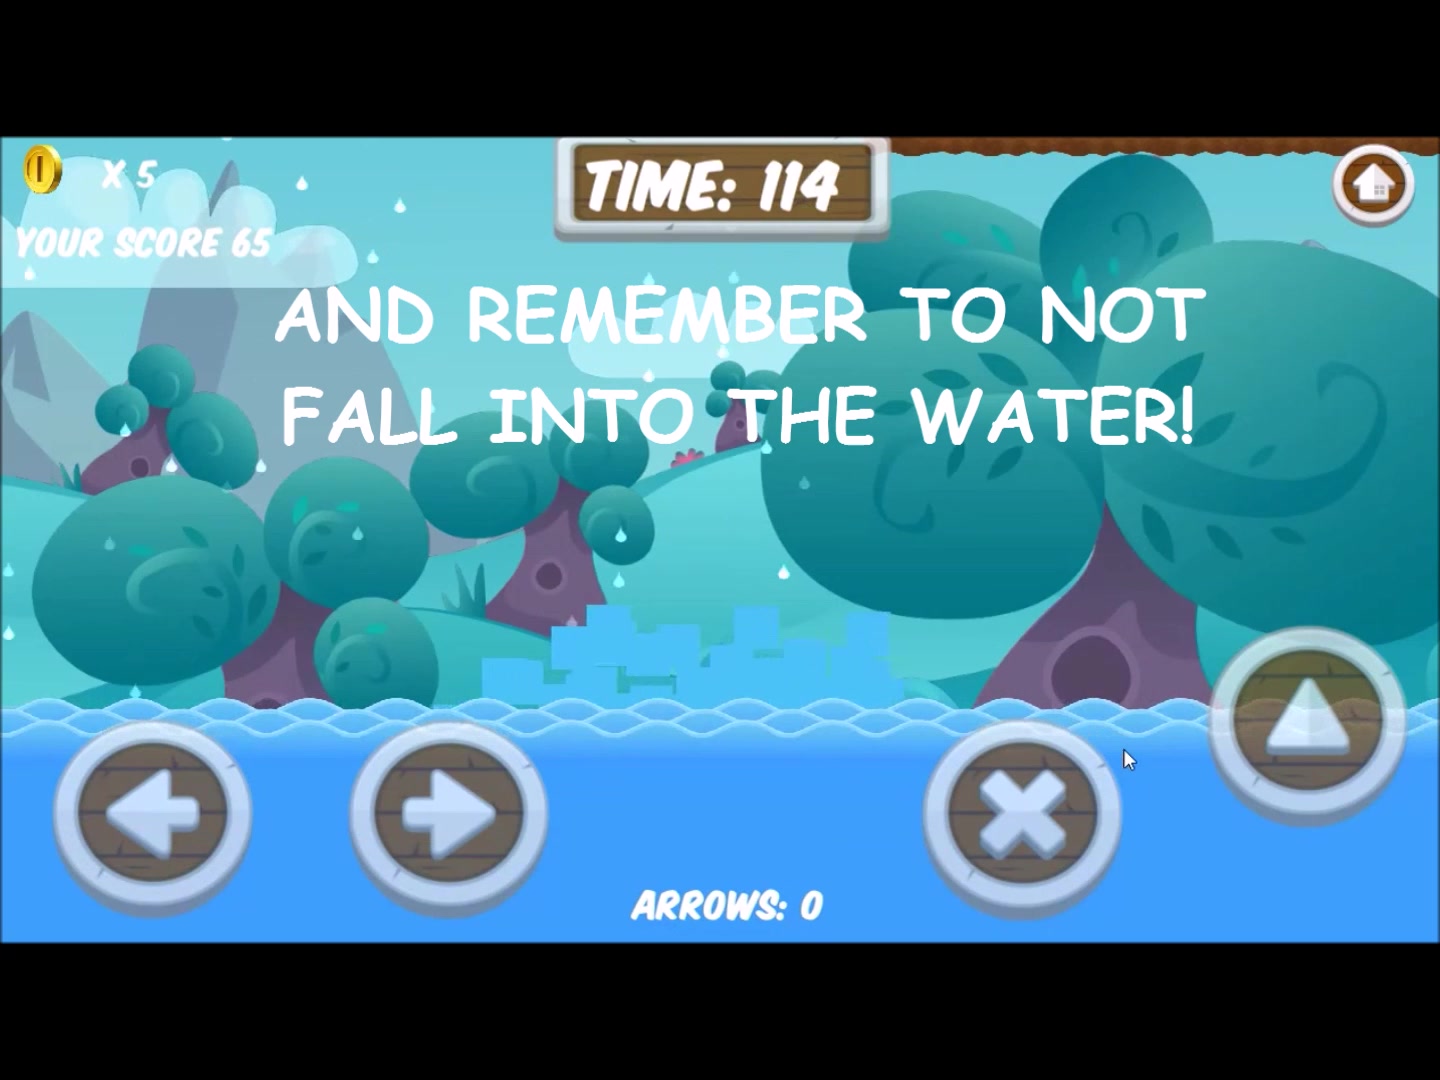 X 5
TIME: 114
YOUR SCORE 65
AND REMEMBER TO NOT
FALL INTO THE WATER!
ARROWS: 0